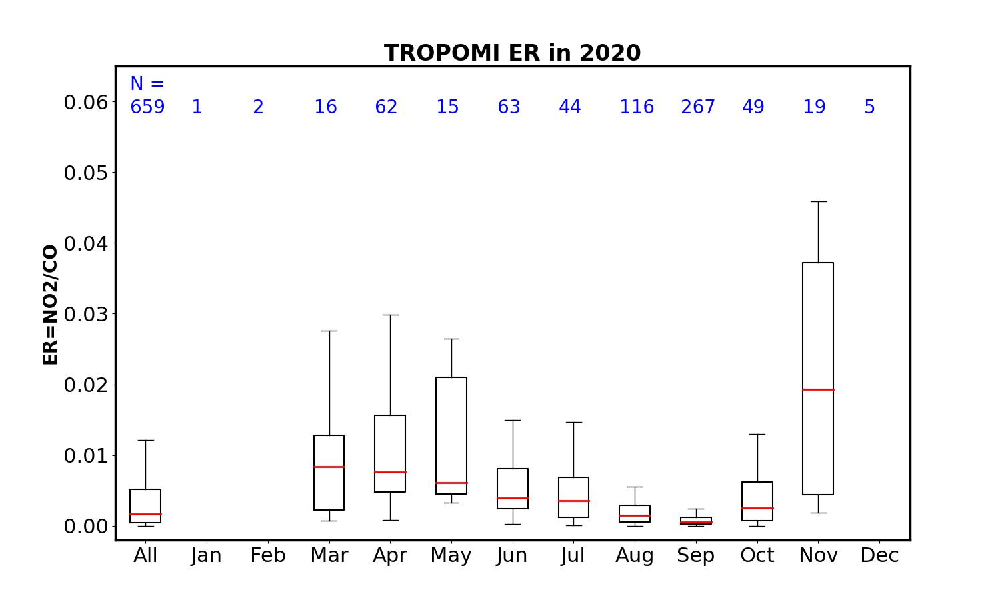 TROPOMI ER in 2020
N =
659 1 2 16 62 15 63 44 116 267 49 19 5
0.06
0.05
0.04
0.03
0.02
0.01
0.00
ER=NO2/CO
All Jan Feb Mar Apr May Jun Jul Aug Sep Oct Nov Dec